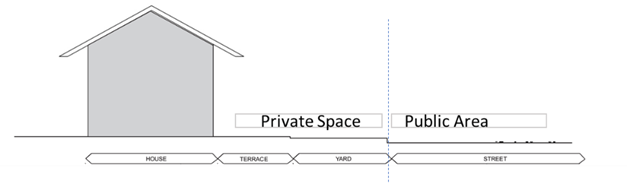 Private Space
Public Area
HOUSE
TERRACE
YARD
STREET